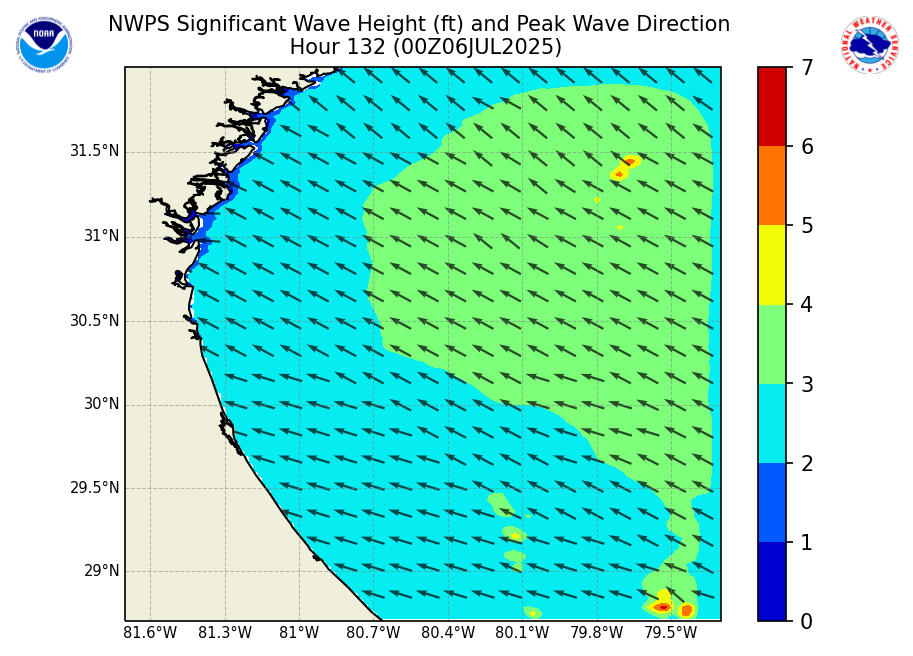 NWPS Significant Wave Height (ft) and Peak Wave Direction
Hour 132 (00Z06JUL2025)
NOAA
NATIONAL WEATHER SERVICE
31.5°N
31°N
30.5°N
30°N
29.5°N
29°N
81.6°W 81.3°W 81°W 80.7°W 80.4°W 80.1°W 79.8°W 79.5°W
7
6
5
4
3
2
1
0